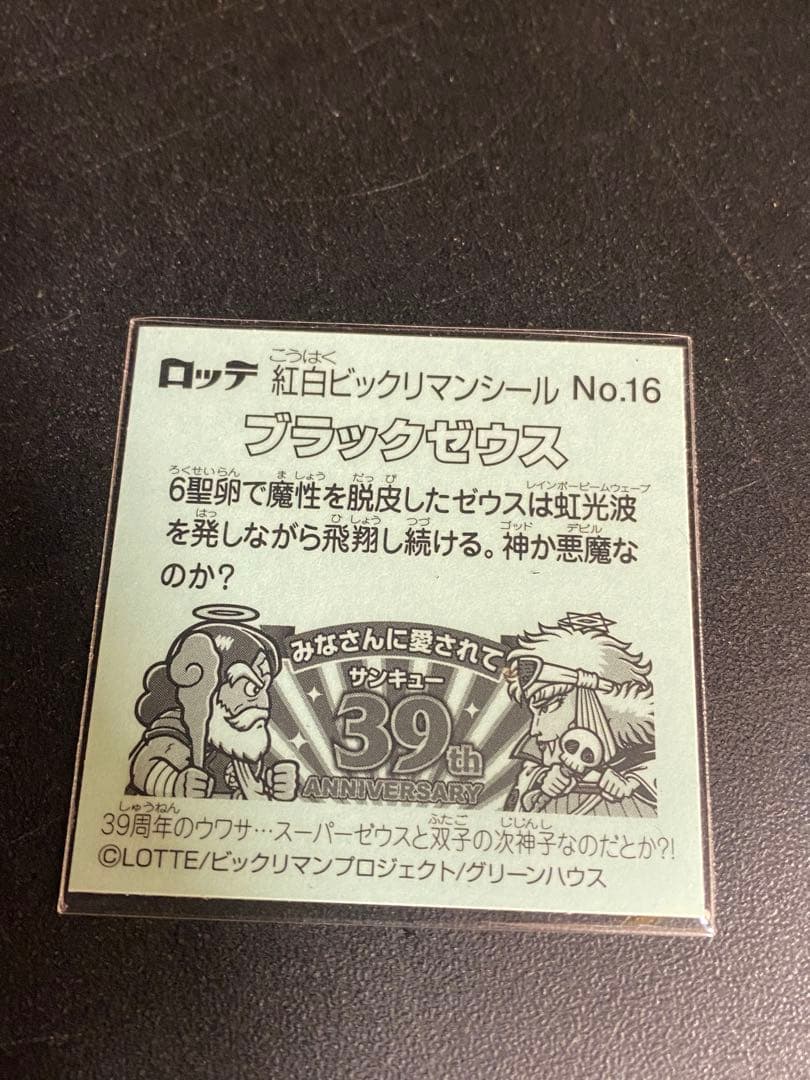 ロッテ 紅白ビックリマンシール No.16
こうはく
ブラックゼウス
ろくせいらん ましょう だっぴ レインボービームウェーブ
6聖卵で魔性を脱皮したゼウスは虹光波
はっ ひしょう つづ ゴッド デビル
を発しながら飛翔し続ける。神か悪魔な
のか?
みなさんに愛されて
サンキュー
39th
ANNIVERSARY
しゅうねん ふたご じじんし
39周年のウワサ…スーパーゼウスと双子の次神子なのだとか?!
©LOTTE/ビックリマンプロジェクト/グリーンハウス